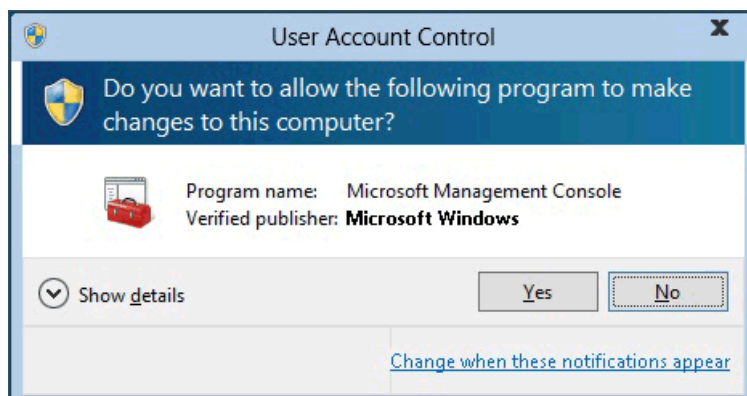 User Account Control
Do you want to allow the following program to make
changes to this computer?
Program name: Microsoft Management Console
Verified publisher: Microsoft Windows
Show details
Yes
No
Change when these notifications appear